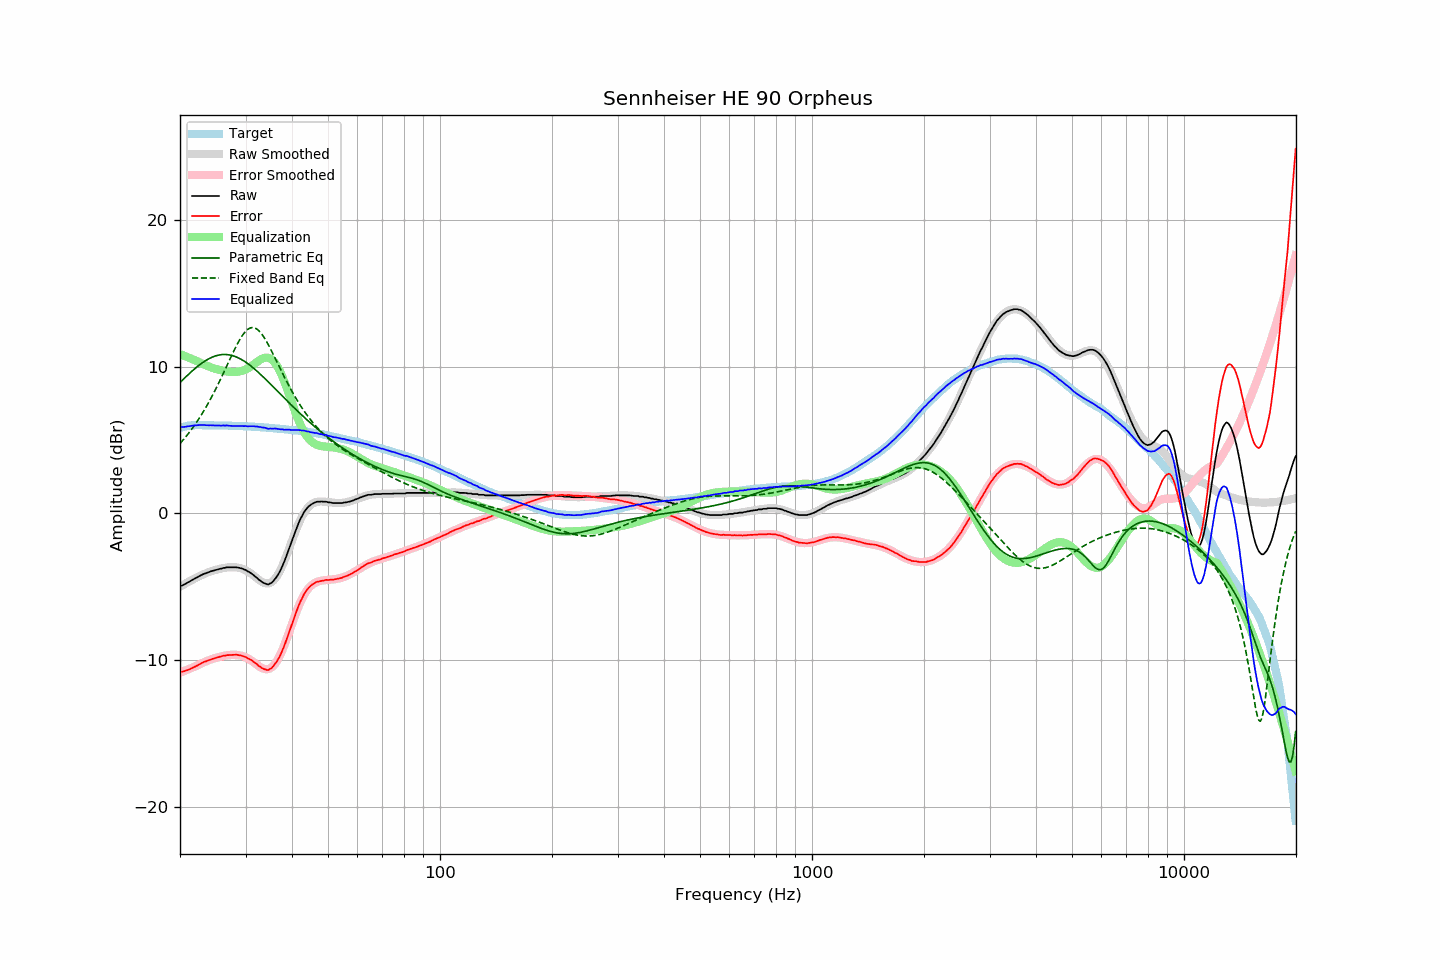 Sennheiser HE 90 Orpheus
Target
Raw Smoothed
Error Smoothed
Raw
Error
Equalization
Parametric Eq
Fixed Band Eq
Equalized
20
10
0
−10
−20
Amplitude (dBr)
100
1000
10000
Frequency (Hz)